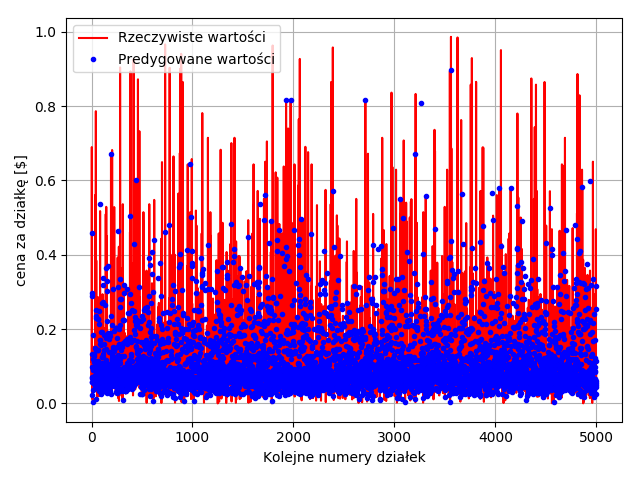 Rzeczywiste wartości
Predygowane wartości
1.0
0.8
0.6
0.4
0.2
0.0
cena za działkę [$]
0 1000 2000 3000 4000 5000
Kolejne numery działek